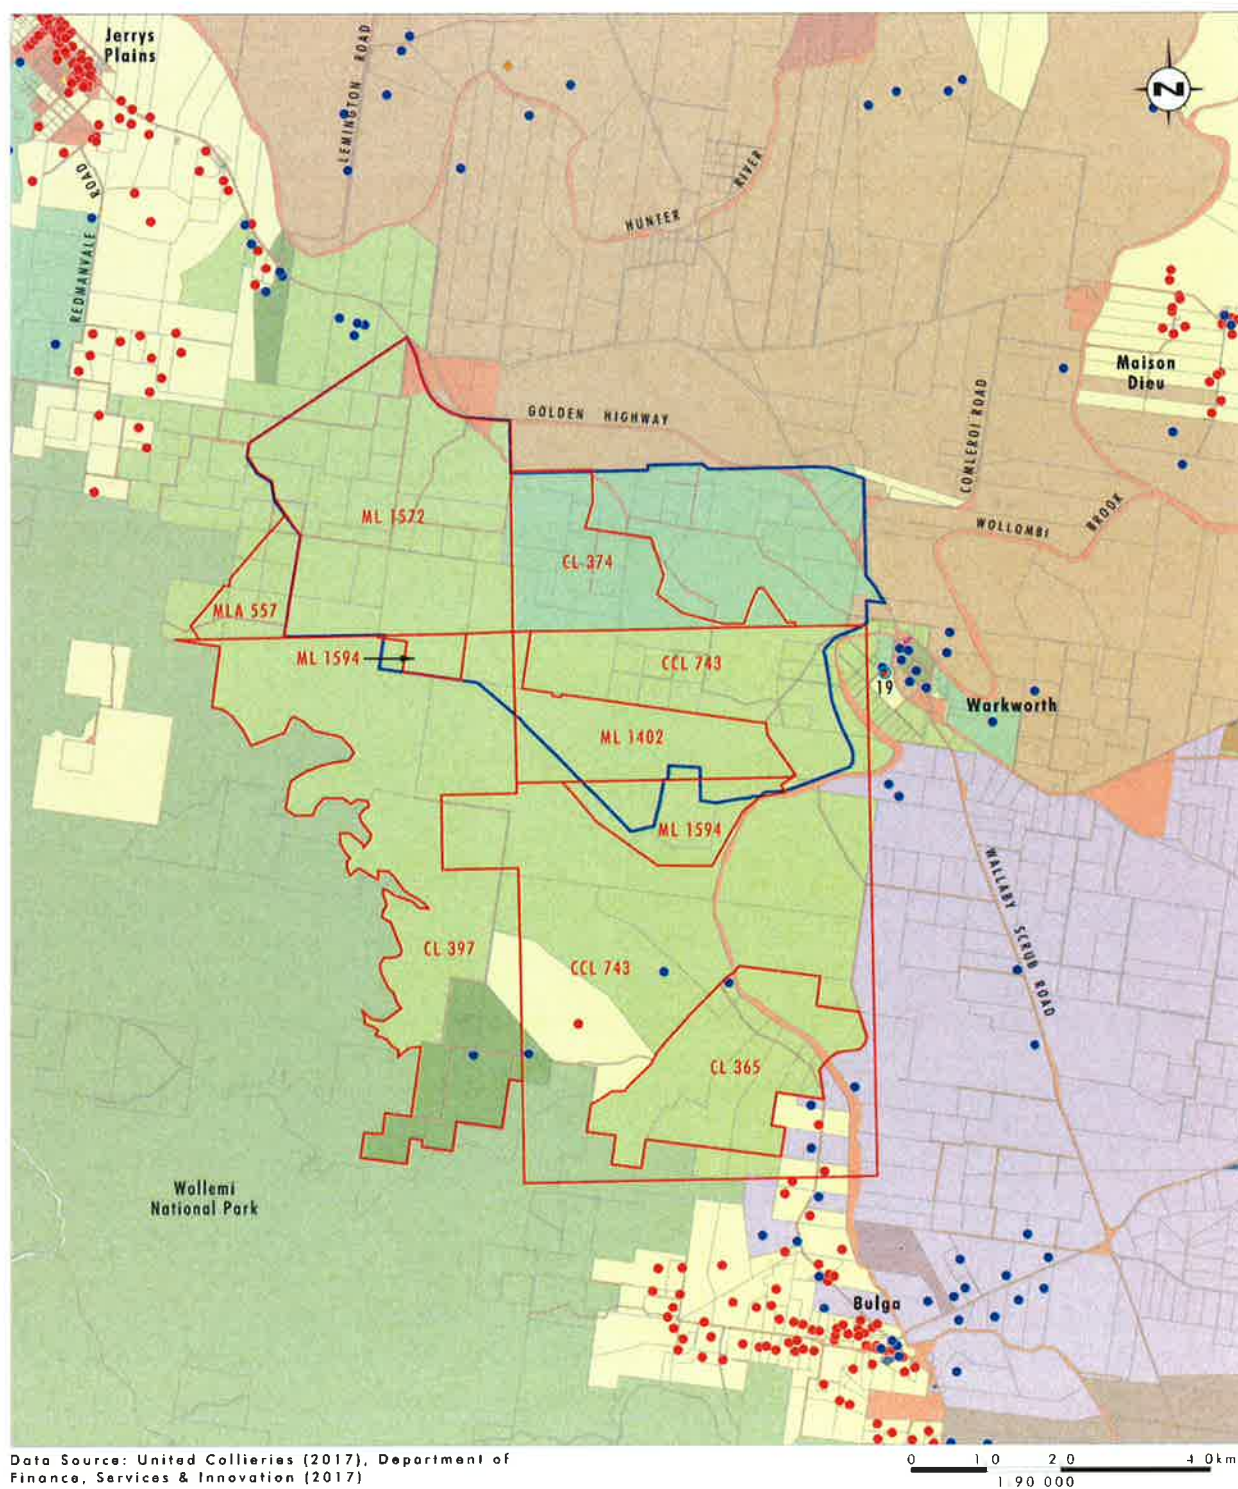 Jerrys
Plains
LEMINGTON ROAD
N
REDMANVALE ROAD
HUNTER RIVER
Maison
Dieu
GOLDEN HIGHWAY
COMLEROI ROAD
WOLLOMBI BROOK
ML 1572
CL 374
MLA 557
ML 1594
CCL 743
19
Warkworth
ML 1402
ML 1594
WALLABY SCRUB ROAD
CL 397
CCL 743
CL 365
Wollemi
National Park
Bulga
Data Source: United Collieries (2017), Department of
Finance, Services & Innovation (2017)
0 1.0 2.0 4.0km
1:90 000